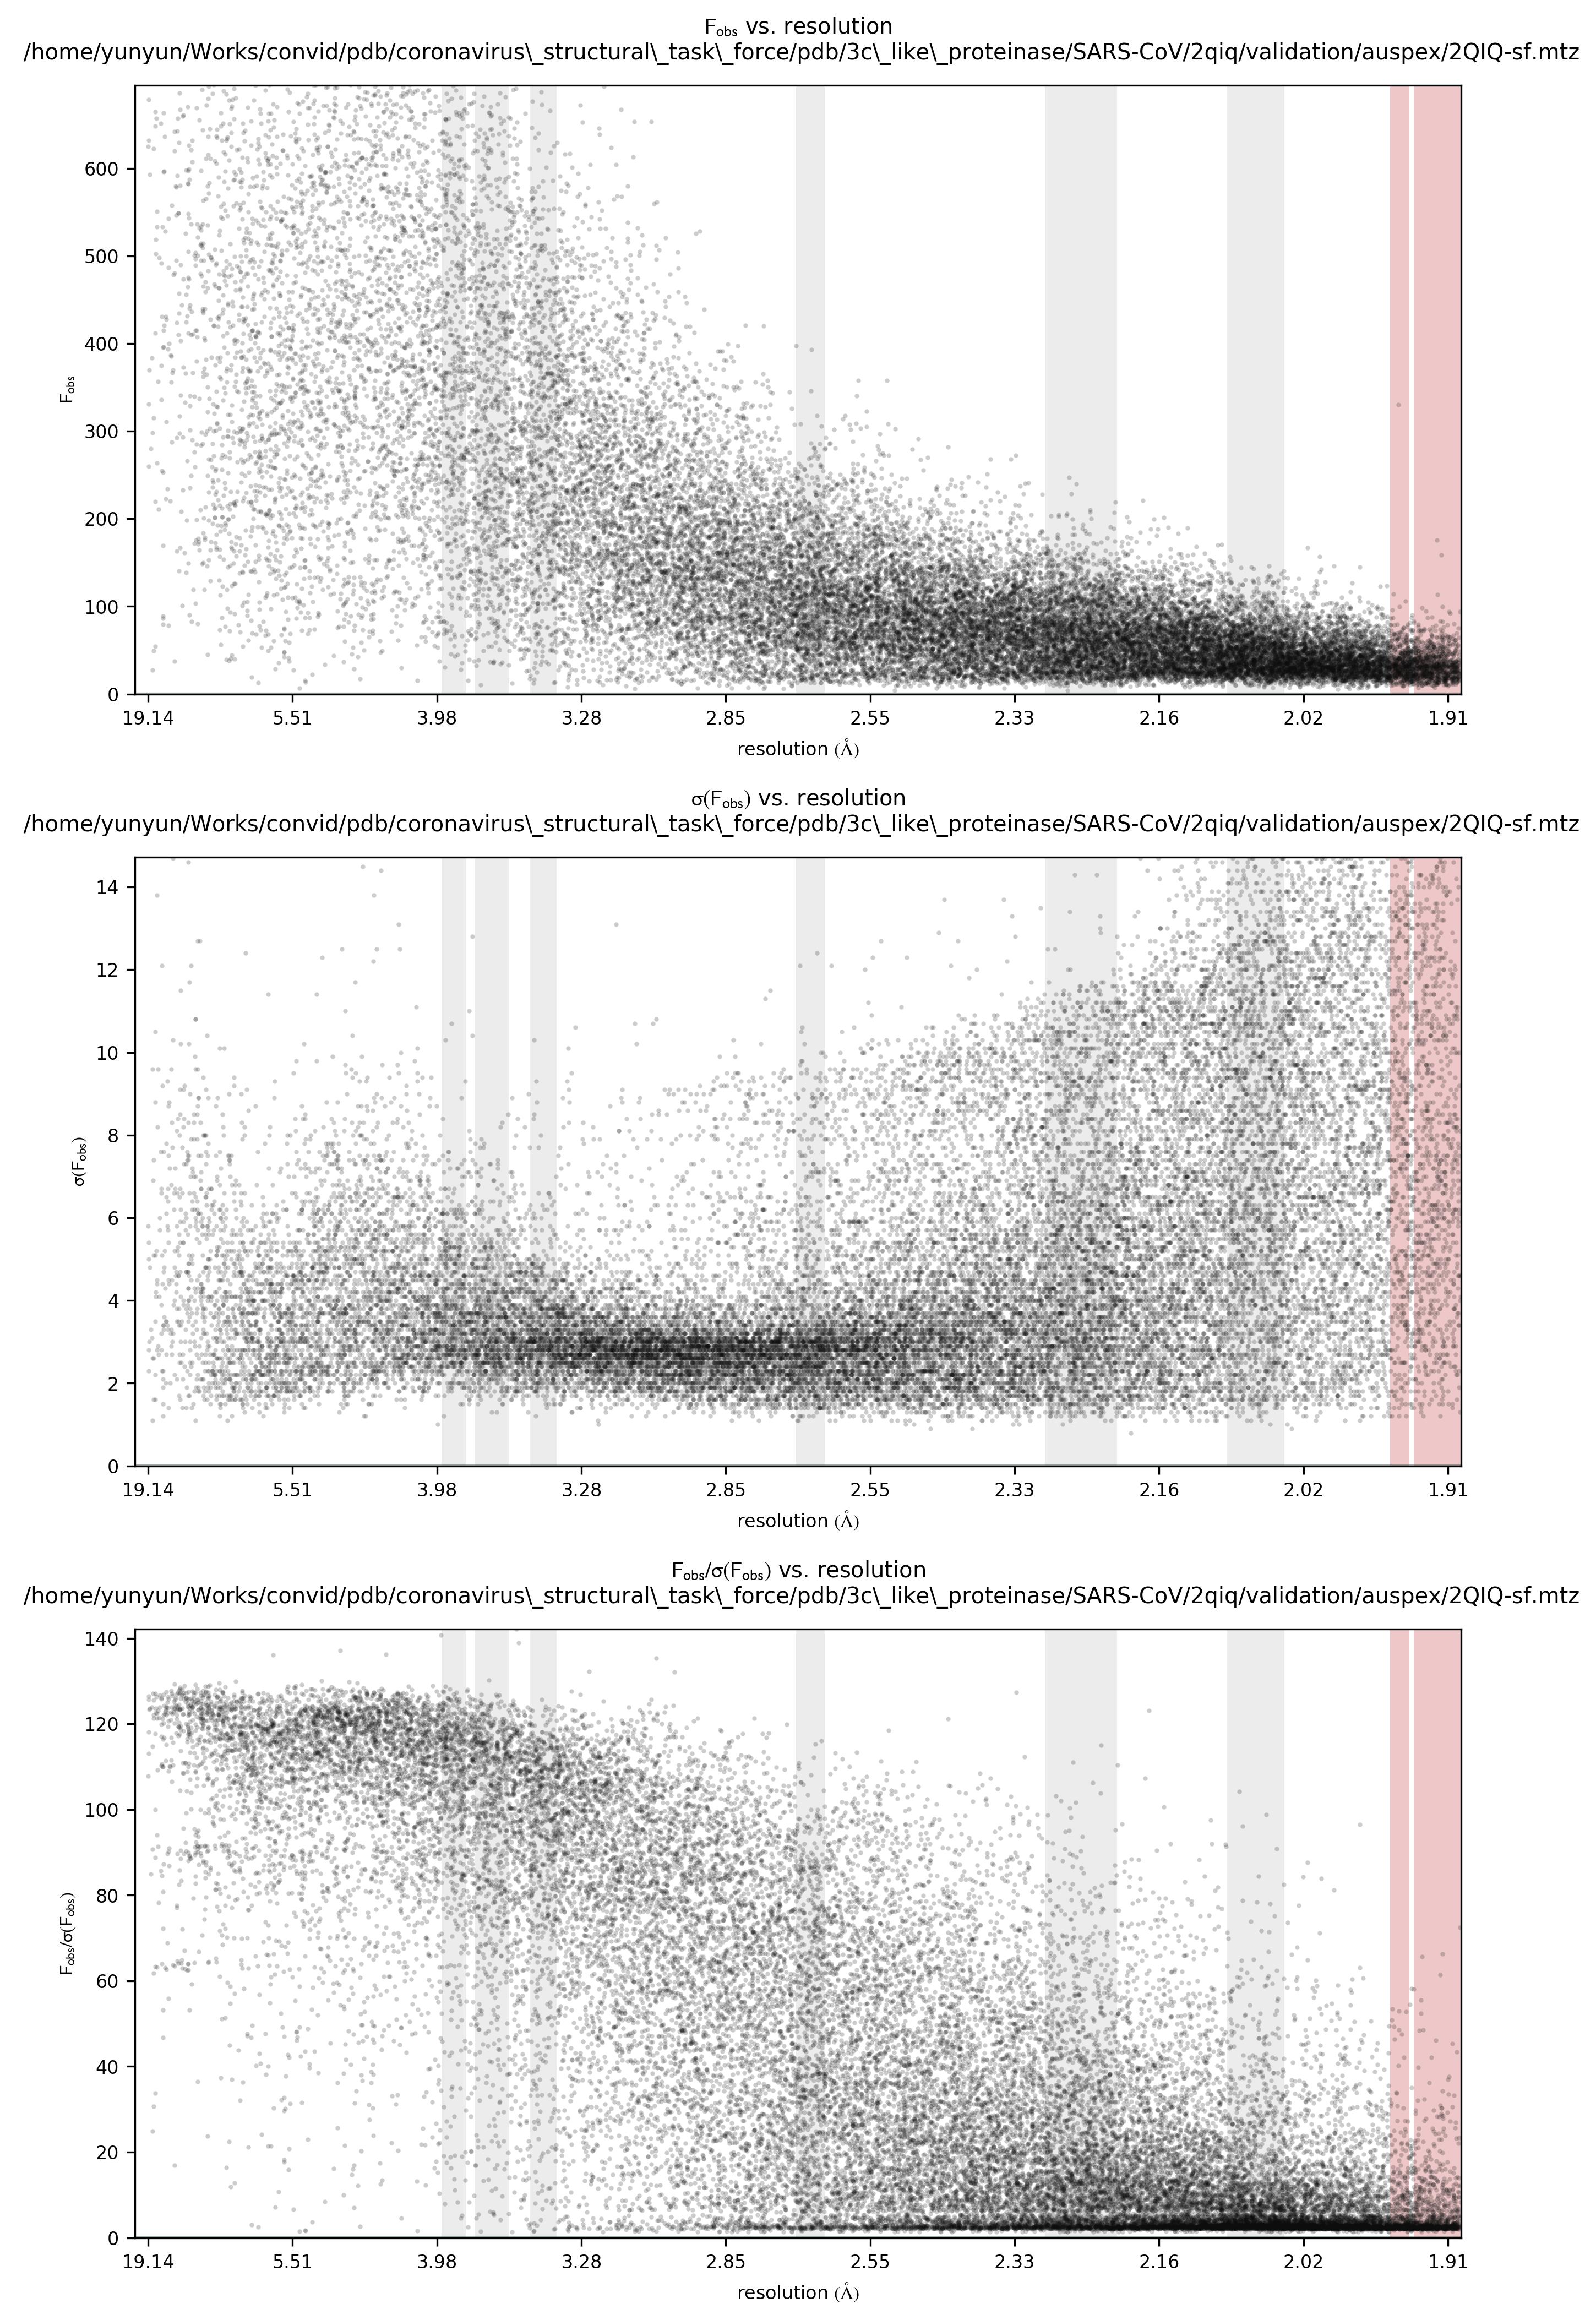 Fobs vs. resolution
/home/yunyun/Works/convid/pdb/coronavirus\_structural\_task\_force/pdb/3c\_like\_proteinase/SARS-CoV/2qiq/validation/auspex/2QIQ-sf.mtz
Fobs
600
500
400
300
200
100
0
19.14 5.51 3.98 3.28 2.85 2.55 2.33 2.16 2.02 1.91
resolution (Å)
σ(Fobs) vs. resolution
/home/yunyun/Works/convid/pdb/coronavirus\_structural\_task\_force/pdb/3c\_like\_proteinase/SARS-CoV/2qiq/validation/auspex/2QIQ-sf.mtz
σ(Fobs)
14
12
10
8
6
4
2
0
19.14 5.51 3.98 3.28 2.85 2.55 2.33 2.16 2.02 1.91
resolution (Å)
Fobs/σ(Fobs) vs. resolution
/home/yunyun/Works/convid/pdb/coronavirus\_structural\_task\_force/pdb/3c\_like\_proteinase/SARS-CoV/2qiq/validation/auspex/2QIQ-sf.mtz
Fobs/σ(Fobs)
140
120
100
80
60
40
20
0
19.14 5.51 3.98 3.28 2.85 2.55 2.33 2.16 2.02 1.91
resolution (Å)